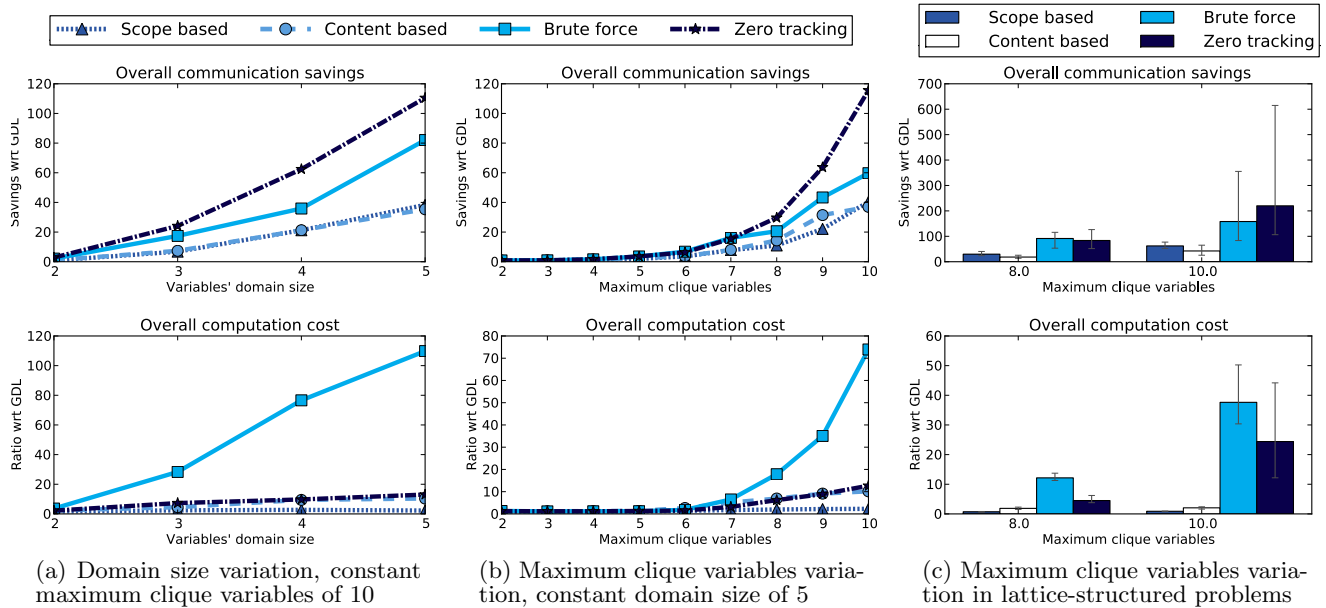 Scope based
Content based
Brute force
Zero tracking
Scope based
Brute force
Content based
Zero tracking
Overall communication savings
Savings wrt GDL
120
100
80
60
40
20
0
2
3
4
5
Variables' domain size
Overall communication savings
Savings wrt GDL
120
100
80
60
40
20
0
2
3
4
5
6
7
8
9
10
Maximum clique variables
Overall communication savings
Savings wrt GDL
700
600
500
400
300
200
100
0
8.0
10.0
Maximum clique variables
Overall computation cost
Ratio wrt GDL
120
100
80
60
40
20
0
2
3
4
5
Variables' domain size
Overall computation cost
Ratio wrt GDL
80
70
60
50
40
30
20
10
0
2
3
4
5
6
7
8
9
10
Maximum clique variables
Overall computation cost
Ratio wrt GDL
60
50
40
30
20
10
0
8.0
10.0
Maximum clique variables
(a) Domain size variation, constant
maximum clique variables of 10
(b) Maximum clique variables varia-
tion, constant domain size of 5
(c) Maximum clique variables varia-
tion in lattice-structured problems